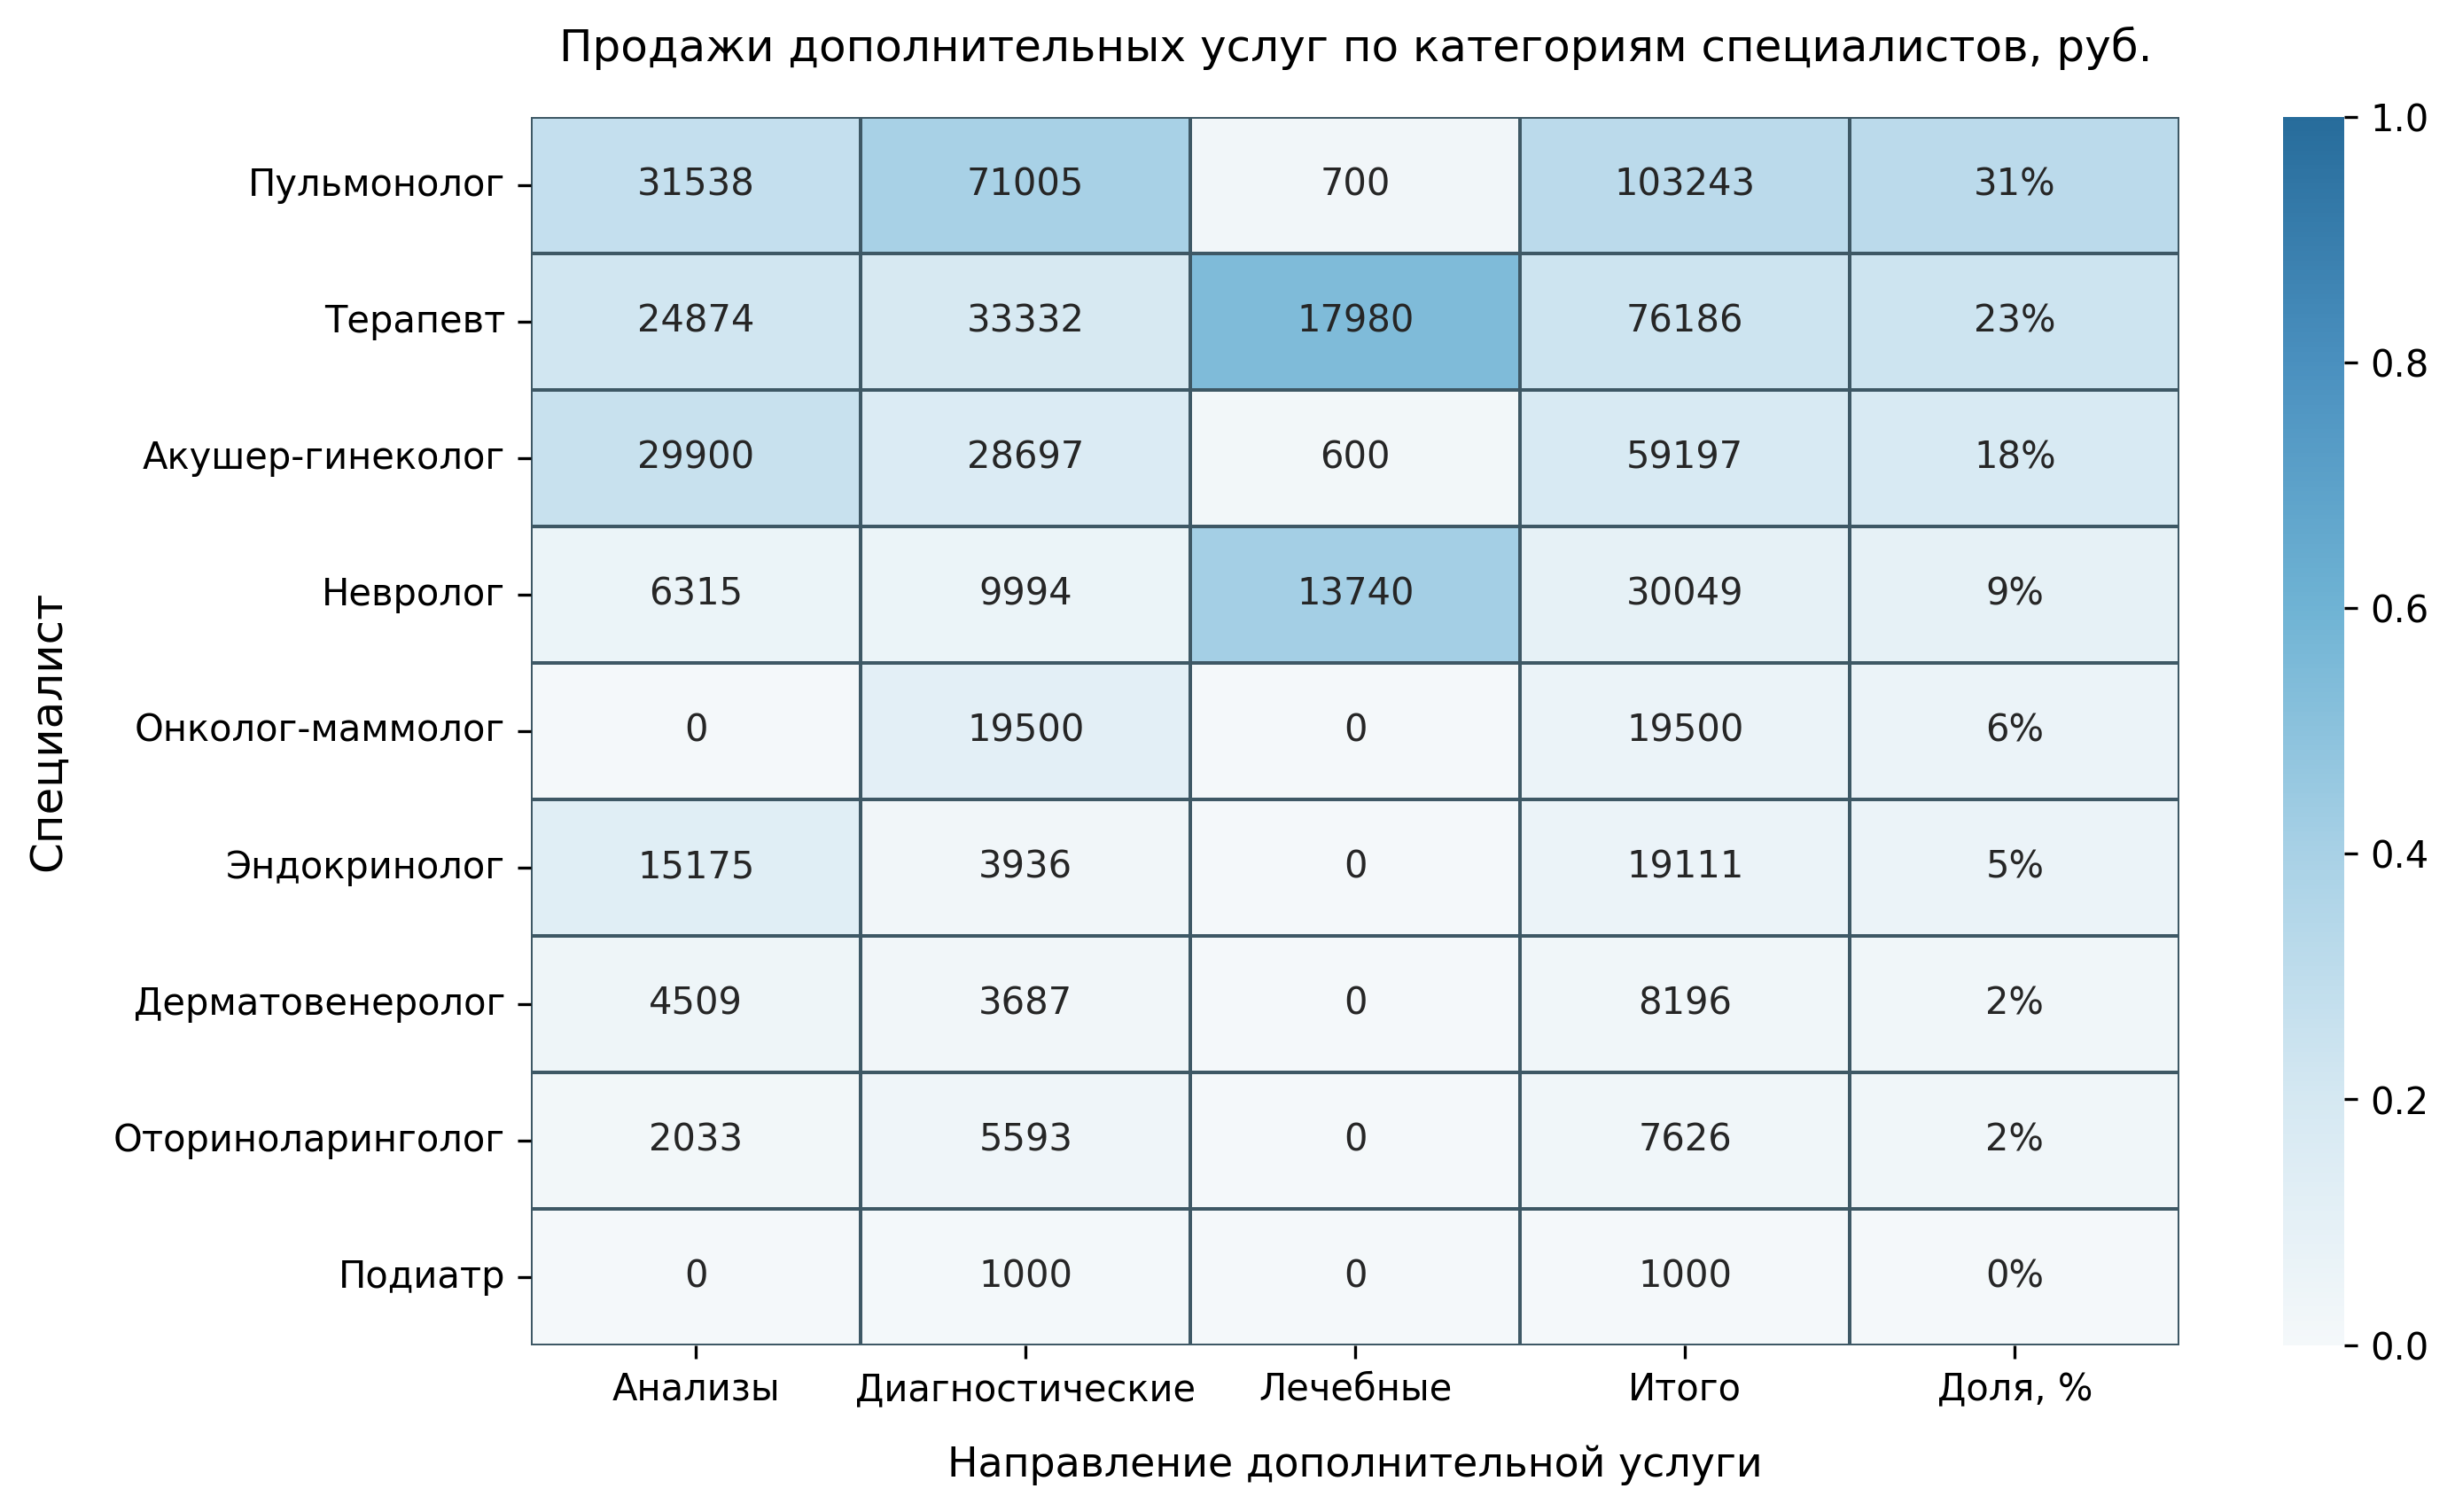 Продажи дополнительных услуг по категориям специалистов, руб.
Специалист
Пульмонолог 31538 71005 700 103243 31%
Терапевт 24874 33332 17980 76186 23%
Акушер-гинеколог 29900 28697 600 59197 18%
Невролог 6315 9994 13740 30049 9%
Онколог-маммолог 0 19500 0 19500 6%
Эндокринолог 15175 3936 0 19111 5%
Дерматовенеролог 4509 3687 0 8196 2%
Оториноларинголог 2033 5593 0 7626 2%
Подиатр 0 1000 0 1000 0%
Анализы Диагностические Лечебные Итого Доля, %
Направление дополнительной услуги
1.0
0.8
0.6
0.4
0.2
0.0